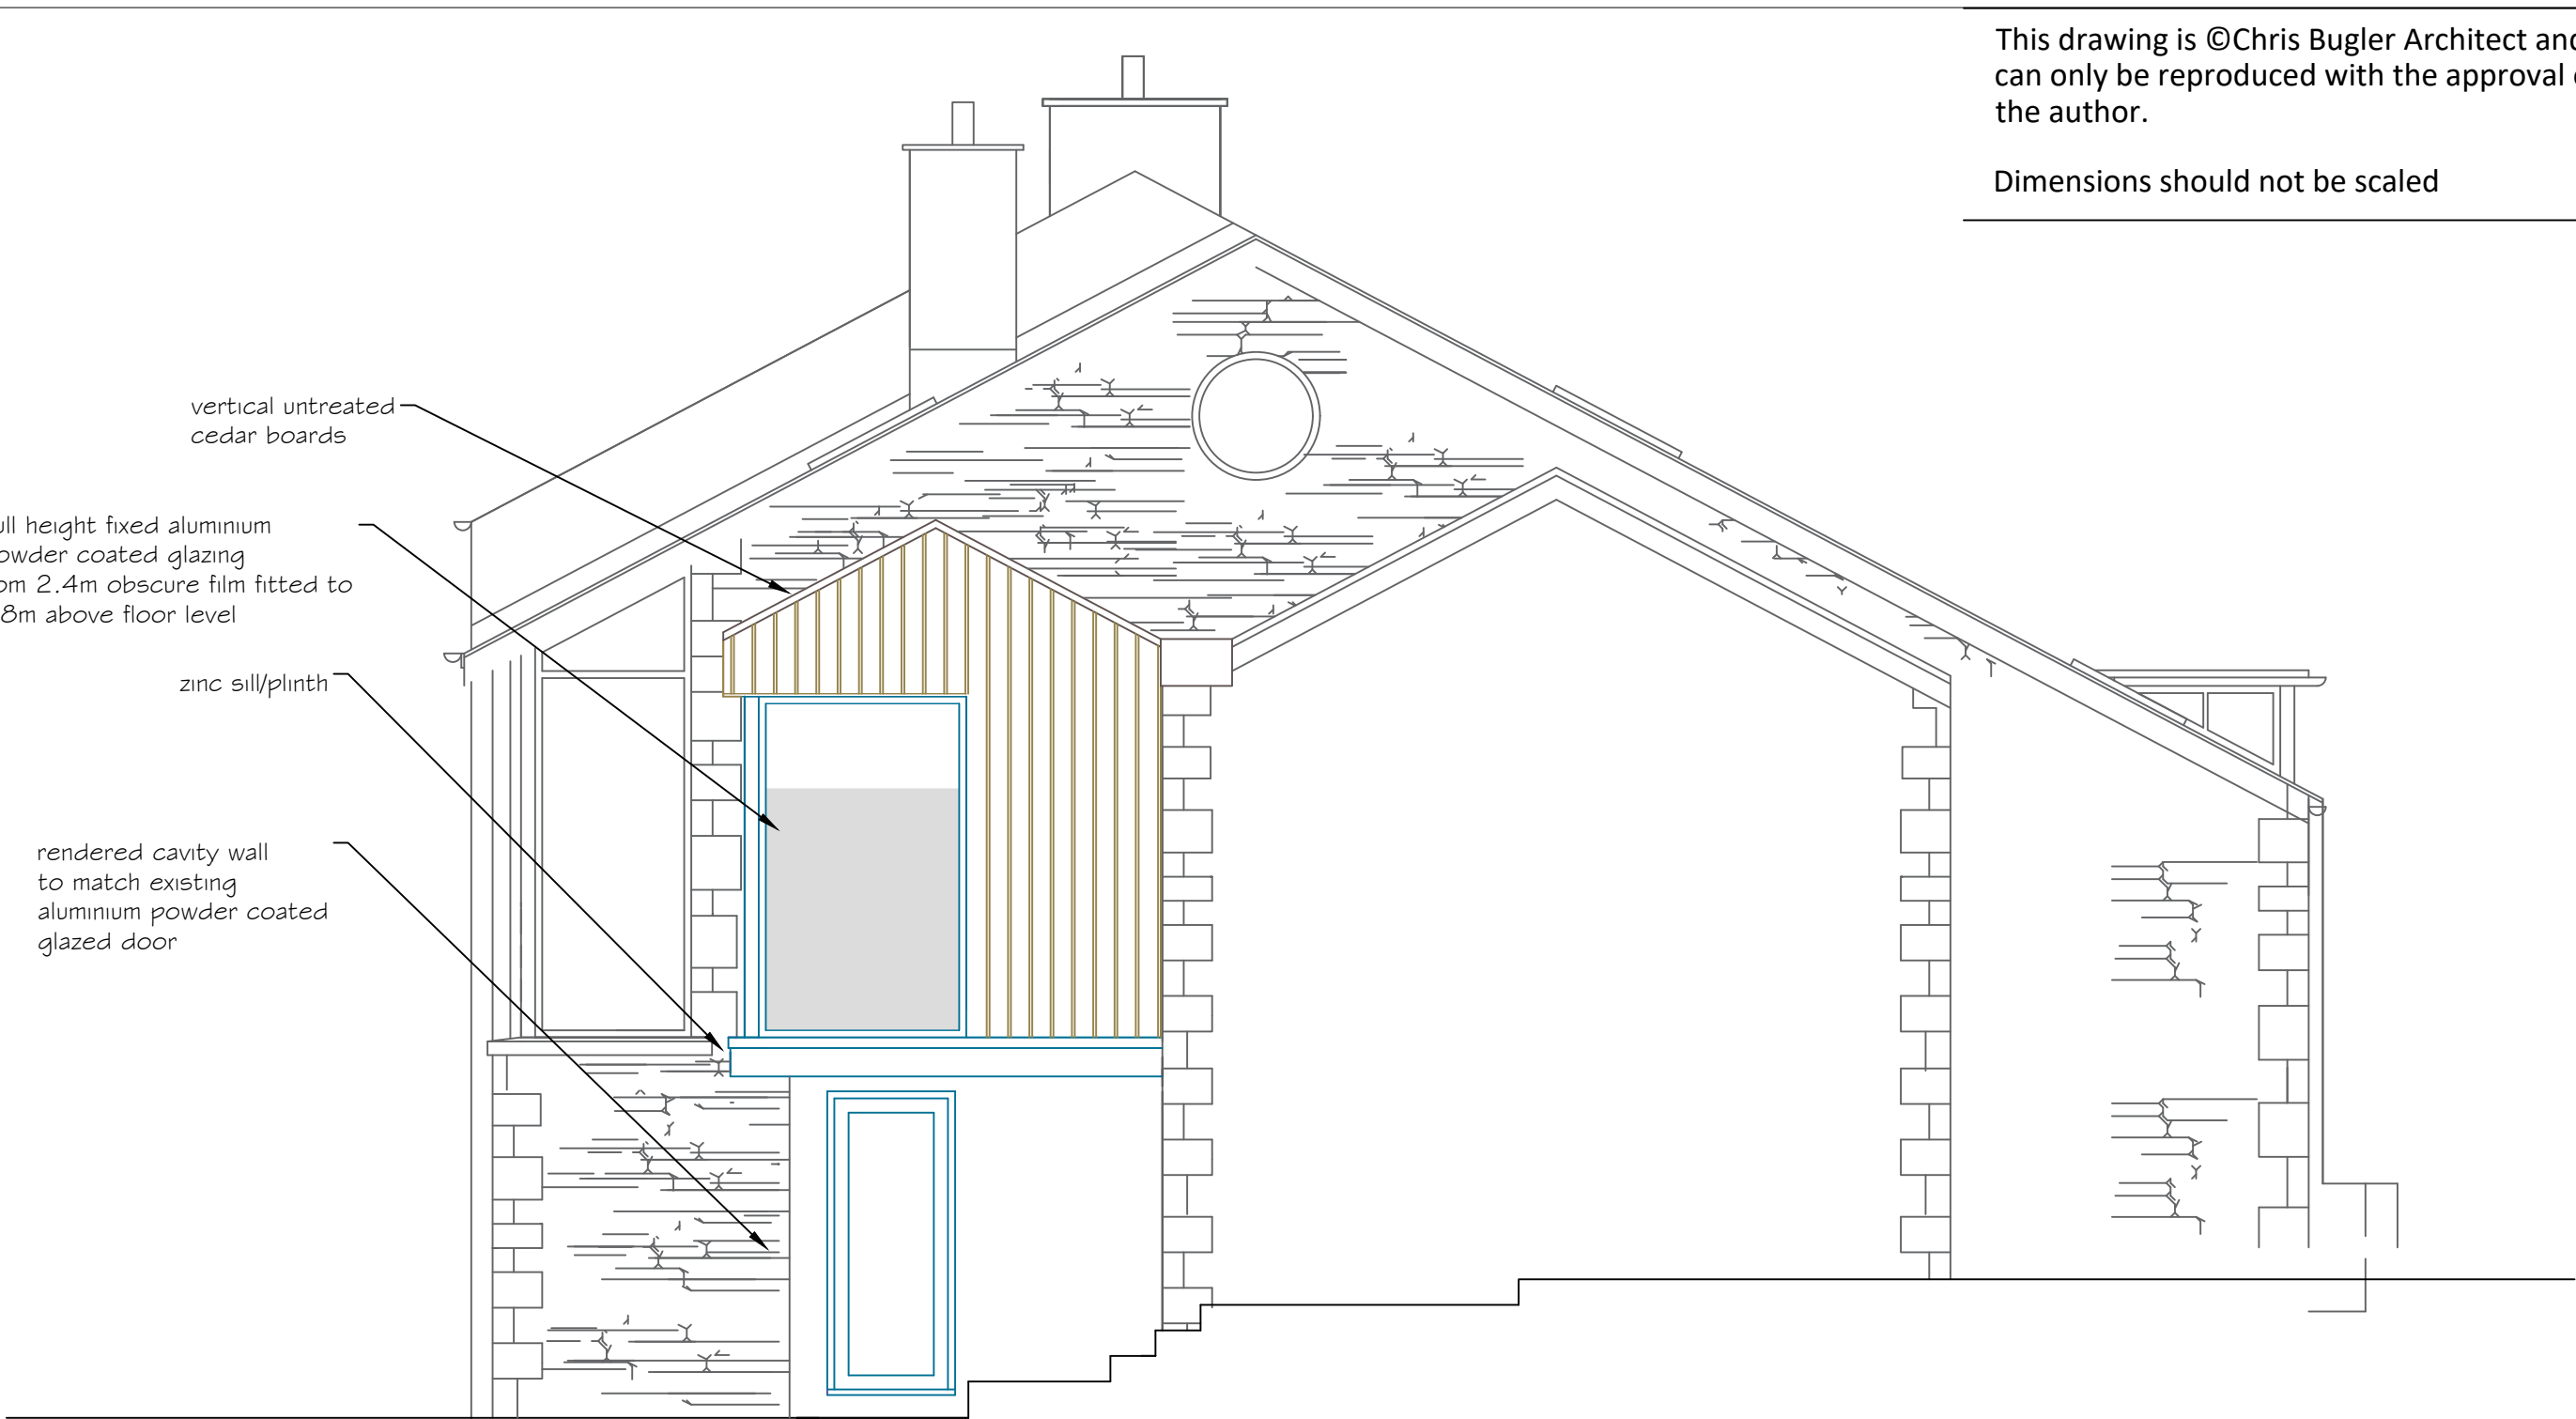 This drawing is ©Chris Bugler Architect and
can only be reproduced with the approval
the author.
Dimensions should not be scaled
vertical untreated
cedar boards
height fixed aluminium
coated glazing
2.4m obscure film fitted to
8m above floor level
zinc sill/plinth
rendered cavity wall
to match existing
aluminium powder coated
glazed door